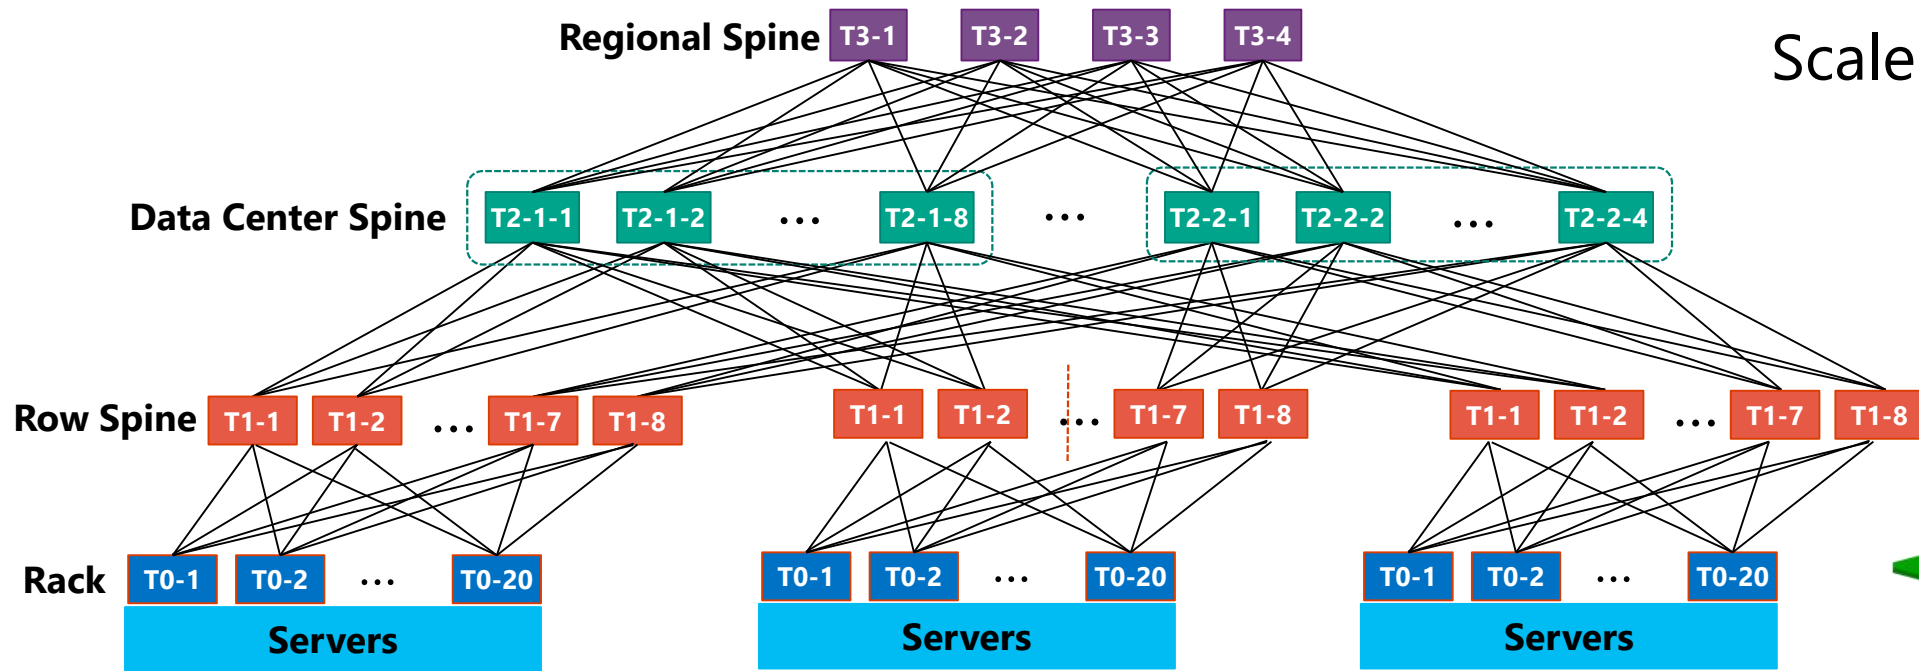 Regional Spine T3-1 T3-2 T3-3 T3-4
Scale
Data Center Spine T2-1-1 T2-1-2 ... T2-1-8 ... T2-2-1 T2-2-2 ... T2-2-4
Row Spine T1-1 T1-2 ... T1-7 T1-8 T1-1 T1-2 ... T1-7 T1-8 T1-1 T1-2 ... T1-7 T1-8
Rack T0-1 T0-2 ... T0-20 T0-1 T0-2 ... T0-20 T0-1 T0-2 ... T0-20
Servers Servers Servers